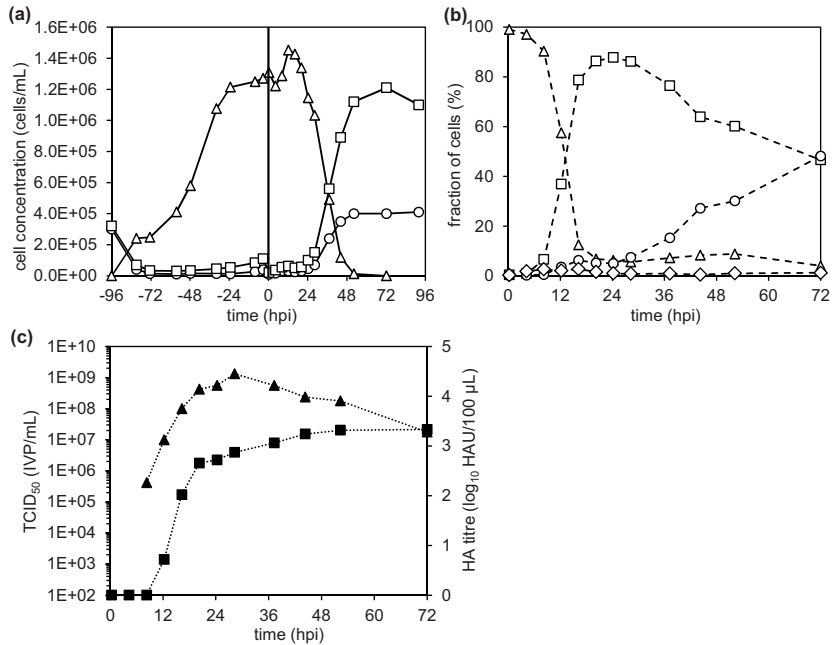 (a)
cell concentration (cells/mL)
1.6E+06
1.4E+06
1.2E+06
1.0E+06
8.0E+05
6.0E+05
4.0E+05
2.0E+05
0.0E+00
-96 -72 -48 -24 0 24 48 72 96
time (hpi)
(b)
fraction of cells (%)
100
80
60
40
20
0
0 12 24 36 48 60 72
time (hpi)
(c)
TCID50 (IVP/mL)
1E+10
1E+09
1E+08
1E+07
1E+06
1E+05
1E+04
1E+03
1E+02
0 12 24 36 48 60 72
time (hpi)
5
4
3
2
1
0
HA titre (log10 HAU/100 µL)